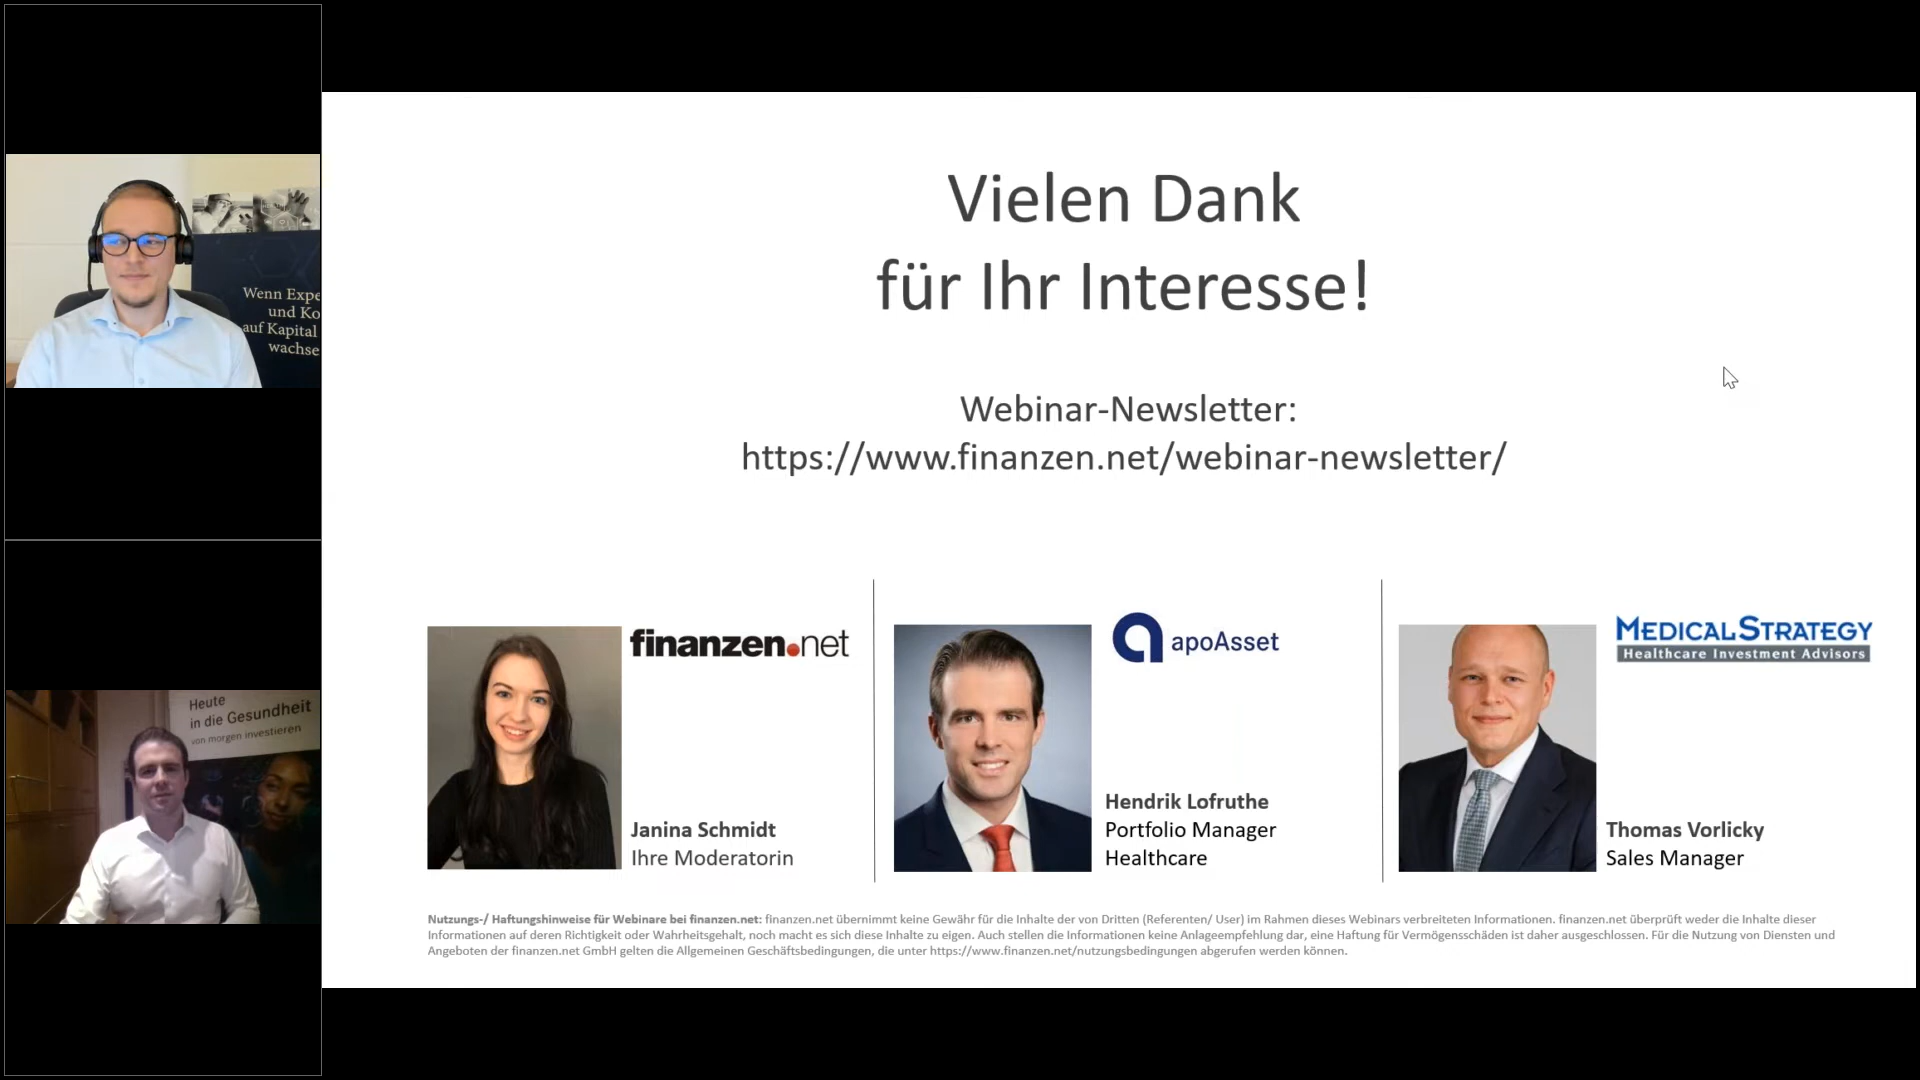 Wenn Expe
und Ko
auf Kapital
wachse
Heute
in die Gesundheit
von morgen investieren
Vielen Dank
für Ihr Interesse!
Webinar-Newsletter:
https://www.finanzen.net/webinar-newsletter/
finanzen.net
Janina Schmidt
Ihre Moderatorin
apoAsset
Hendrik Lofruthe
Portfolio Manager
Healthcare
MEDICALSTRATEGY
Healthcare Investment Advisors
Thomas Vorlicky
Sales Manager
Nutzungs-/ Haftungshinweise für Webinare bei finanzen.net: finanzen.net übernimmt keine Gewähr für die Inhalte der von Dritten (Referenten/ User) im Rahmen dieses Webinars verbreiteten Informationen. finanzen.net überprüft weder die Inhalte dieser
Informationen auf deren Richtigkeit oder Wahrheitsgehalt, noch macht es sich diese Inhalte zu eigen. Auch stellen die Informationen keine Anlageempfehlung dar, eine Haftung für Vermögensschäden ist daher ausgeschlossen. Für die Nutzung von Diensten und
Angeboten der finanzen.net GmbH gelten die Allgemeinen Geschäftsbedingungen, die unter https://www.finanzen.net/nutzungsbedingungen abgerufen werden können.